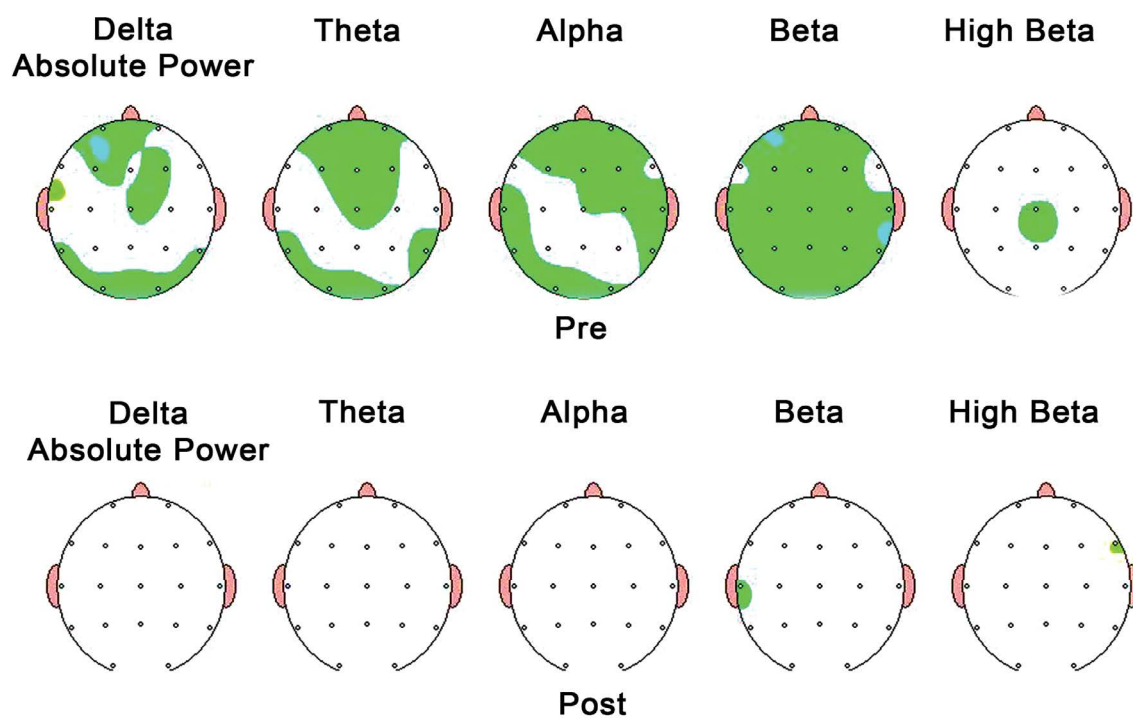 Delta
Absolute Power
Theta
Alpha
Beta
High Beta
Pre
Delta
Absolute Power
Theta
Alpha
Beta
High Beta
Post